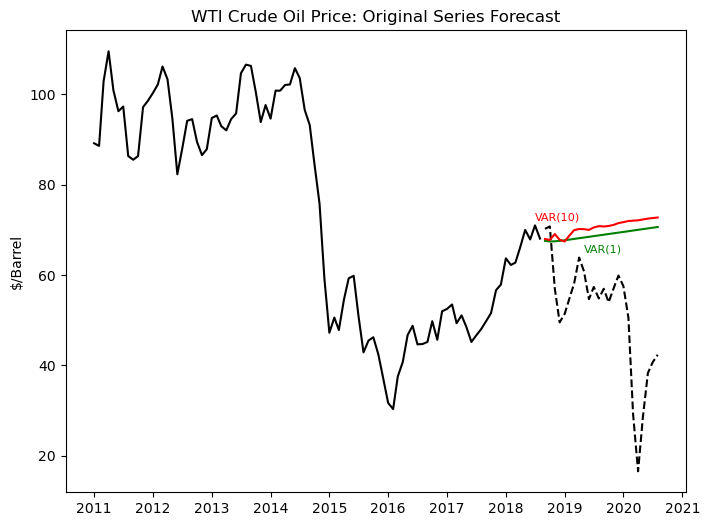 WTI Crude Oil Price: Original Series Forecast
$/Barrel
100
80
60
40
20
VAR(10)
VAR(1)
2011 2012 2013 2014 2015 2016 2017 2018 2019 2020 2021